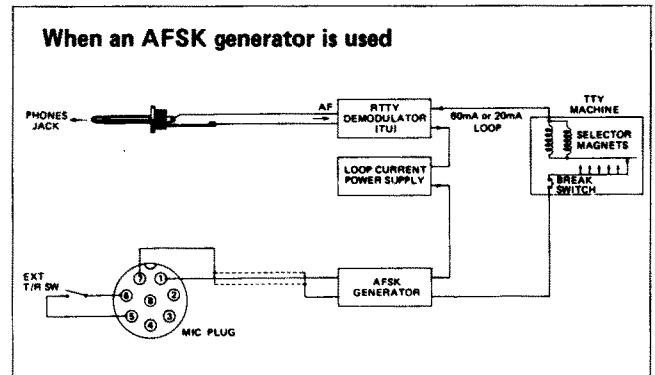 When an AFSK generator is used
PHONES
JACK
AF
RTTY
DEMODULATOR
(TU)
60mA or 20mA
LOOP
TTY
MACHINE
SELECTOR
MAGNETS
BREAK
SWITCH
LOOP CURRENT
POWER SUPPLY
EXT
T/R SW
7
1
6
8
2
5
4
3
MIC PLUG
AFSK
GENERATOR